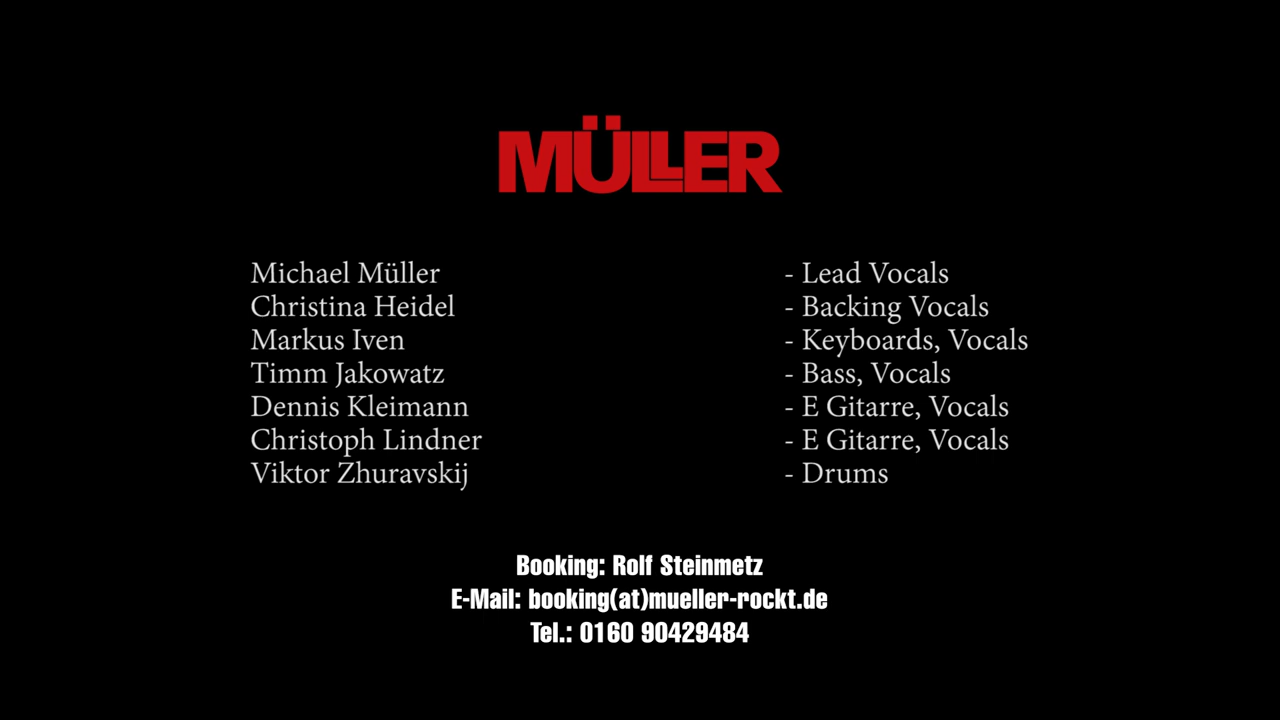 MÜLLER
Michael Müller - Lead Vocals
Christina Heidel - Backing Vocals
Markus Iven - Keyboards, Vocals
Timm Jakowatz - Bass, Vocals
Dennis Kleimann - E Gitarre, Vocals
Christoph Lindner - E Gitarre, Vocals
Viktor Zhuravskij - Drums
Booking: Rolf Steinmetz
E-Mail: booking(at)mueller-rockt.de
Tel.: 0160 90429484